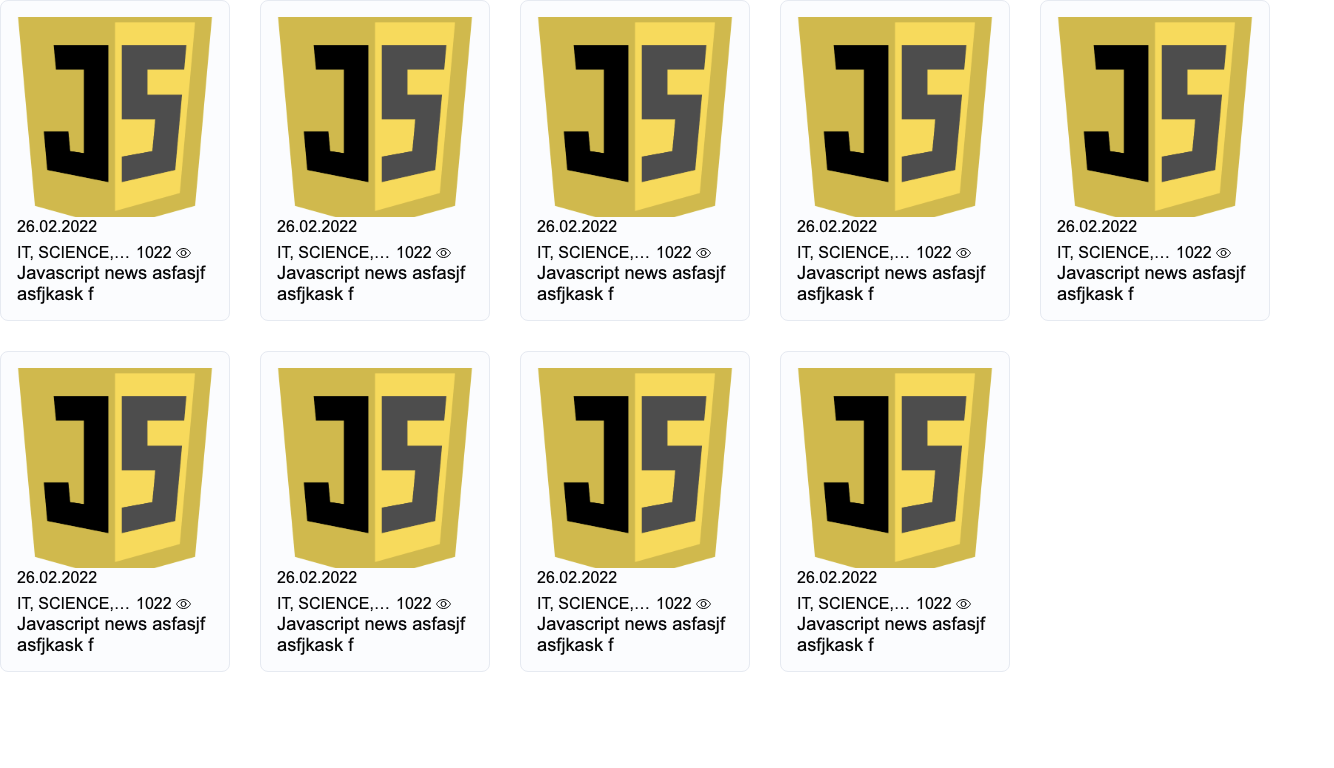 JS JS JS JS JS
26.02.2022 26.02.2022 26.02.2022 26.02.2022 26.02.2022
IT, SCIENCE,... 1022 IT, SCIENCE,... 1022 IT, SCIENCE,... 1022 IT, SCIENCE,... 1022 IT, SCIENCE,... 1022
Javascript news asfasjf Javascript news asfasjf Javascript news asfasjf Javascript news asfasjf Javascript news asfasjf
asfjkask f asfjkask f asfjkask f asfjkask f asfjkask f
JS JS JS JS
26.02.2022 26.02.2022 26.02.2022 26.02.2022
IT, SCIENCE,... 1022 IT, SCIENCE,... 1022 IT, SCIENCE,... 1022 IT, SCIENCE,... 1022
Javascript news asfasjf Javascript news asfasjf Javascript news asfasjf Javascript news asfasjf
asfjkask f asfjkask f asfjkask f asfjkask f